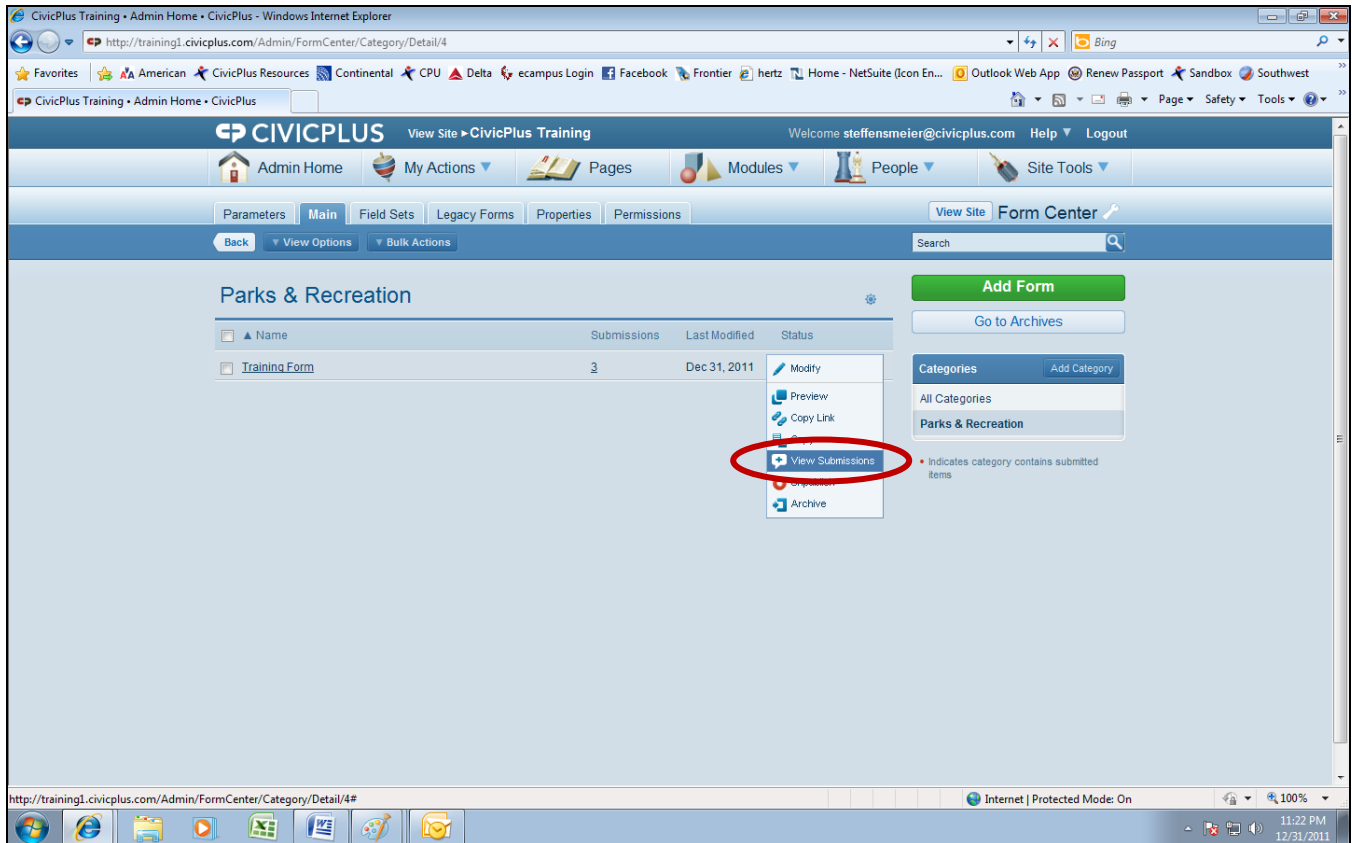 CivicPlus Training • Admin Home • CivicPlus - Windows Internet Explorer
http://training1.civicplus.com/Admin/FormCenter/Category/Detail/4
Bing
Favorites American CivicPlus Resources Continental CPU Delta ecampus Login Facebook Frontier hertz Home - NetSuite (Icon En... Outlook Web App Renew Passport Sandbox Southwest
CivicPlus Training • Admin Home • CivicPlus
Page Safety Tools
CIVICPLUS View Site ▸ CivicPlus Training Welcome steffensmeier@civicplus.com Help Logout
Admin Home My Actions Pages Modules People Site Tools
Parameters Main Field Sets Legacy Forms Properties Permissions View Site Form Center
Back View Options Bulk Actions Search
Parks & Recreation
Add Form
Go to Archives
Name Submissions Last Modified Status
Training Form 3 Dec 31, 2011
Modify
Preview
Copy Link
View Submissions
Archive
Categories Add Category
All Categories
Parks & Recreation
• Indicates category contains submitted
items
http://training1.civicplus.com/Admin/FormCenter/Category/Detail/4#
Internet | Protected Mode: On
100%
11:22 PM
12/31/2011